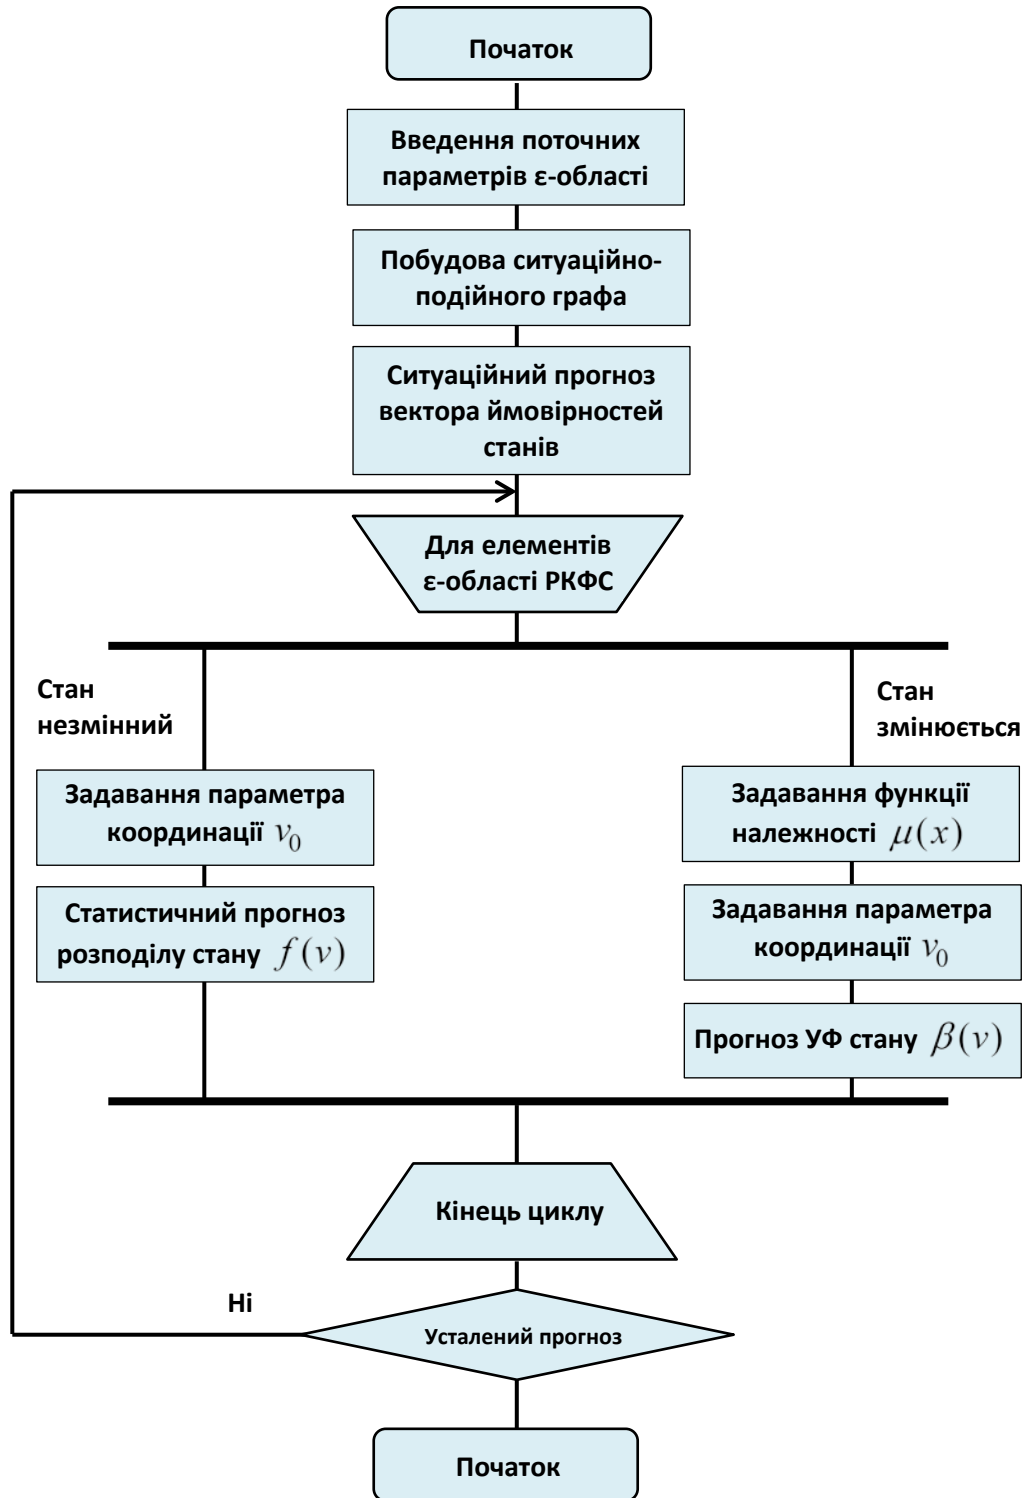 Початок
Введення поточних
параметрів ε-області
Побудова ситуаційно-
подійного графа
Ситуаційний прогноз
вектора ймовірностей
станів
Для елементів
ε-області РКФС
Стан
незмінний
Задавання параметра
координації v₀
Статистичний прогноз
розподілу стану f(v)
Стан
змінюється
Задавання функції
належності μ(x)
Задавання параметра
координації v₀
Прогноз УФ стану β(v)
Кінець циклу
Ні
Усталений прогноз
Початок